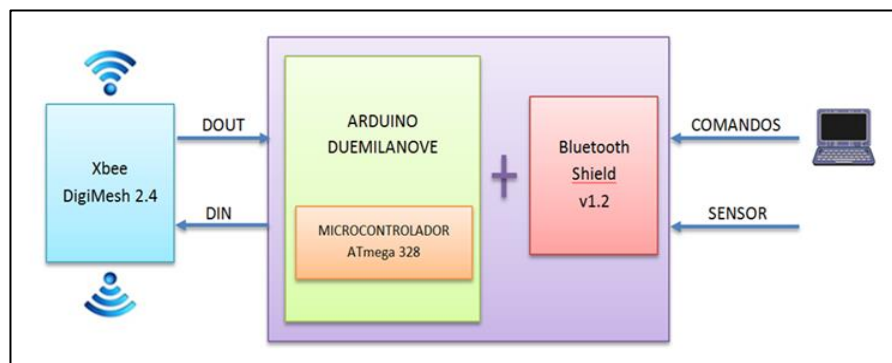 Xbee
DigiMesh 2.4
DOUT
DIN
ARDUINO
DUEMILANOVE
MICROCONTROLADOR
ATmega 328
+
Bluetooth
Shield
v1.2
COMANDOS
SENSOR